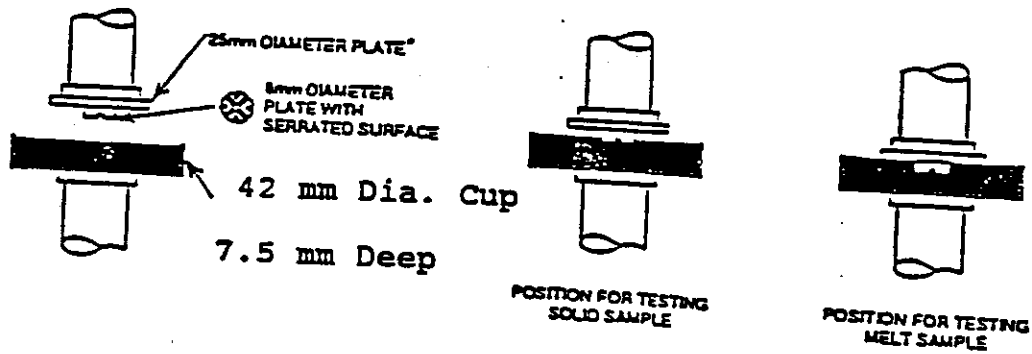 25mm DIAMETER PLATE*
8mm DIAMETER
PLATE WITH
SERRATED SURFACE
42 mm Dia. Cup
7.5 mm Deep
POSITION FOR TESTING
SOLID SAMPLE
POSITION FOR TESTING
MELT SAMPLE